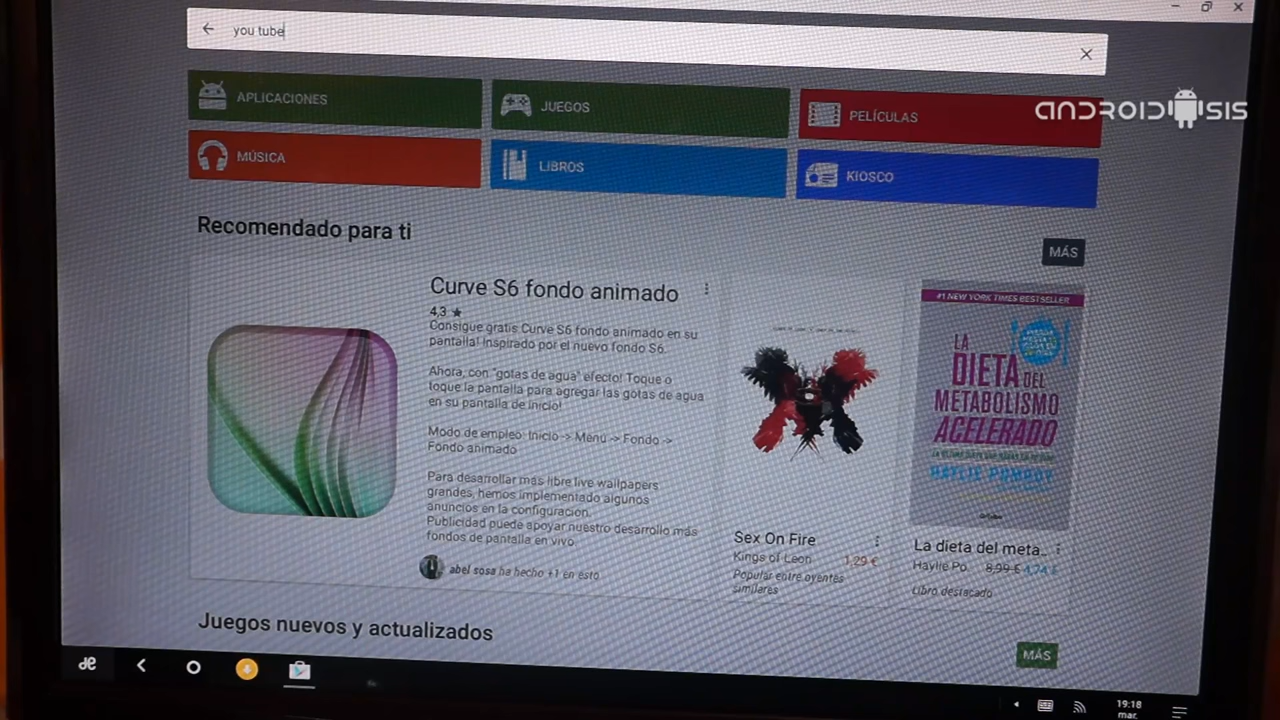 you tube
APLICACIONES
JUEGOS
PELÍCULAS
ANDROIDSIS
MÚSICA
LIBROS
KIOSCO
Recomendado para ti
MÁS
Curve S6 fondo animado
4,3 ★
Consigue gratis Curve S6 fondo animado en su
pantalla! Inspirado por el nuevo fondo S6.
Ahora, con "gotas de agua" efecto! Toque o
toque la pantalla para agregar las gotas de agua
en su pantalla de inicio!
Modo de empleo: Inicio -> Menú -> Fondo ->
Fondo animado
Para desarrollar más libre live wallpapers
grandes, hemos implementado algunos
anuncios en la configuración.
Publicidad puede apoyar nuestro desarrollo más
fondos de pantalla en vivo.
abel sosa ha hecho +1 en esto
Sex On Fire
Kings of Leon 1,29 €
Popular entre oyentes
similares
#1 NEW YORK TIMES BESTSELLER
LA
DIETA DEL
METABOLISMO
ACELERADO
HAYLIE POMROY
La dieta del meta..
Haylie Po. 8,99 € 4,74 €
Libro destacado
Juegos nuevos y actualizados
MÁS
19:18
mar.